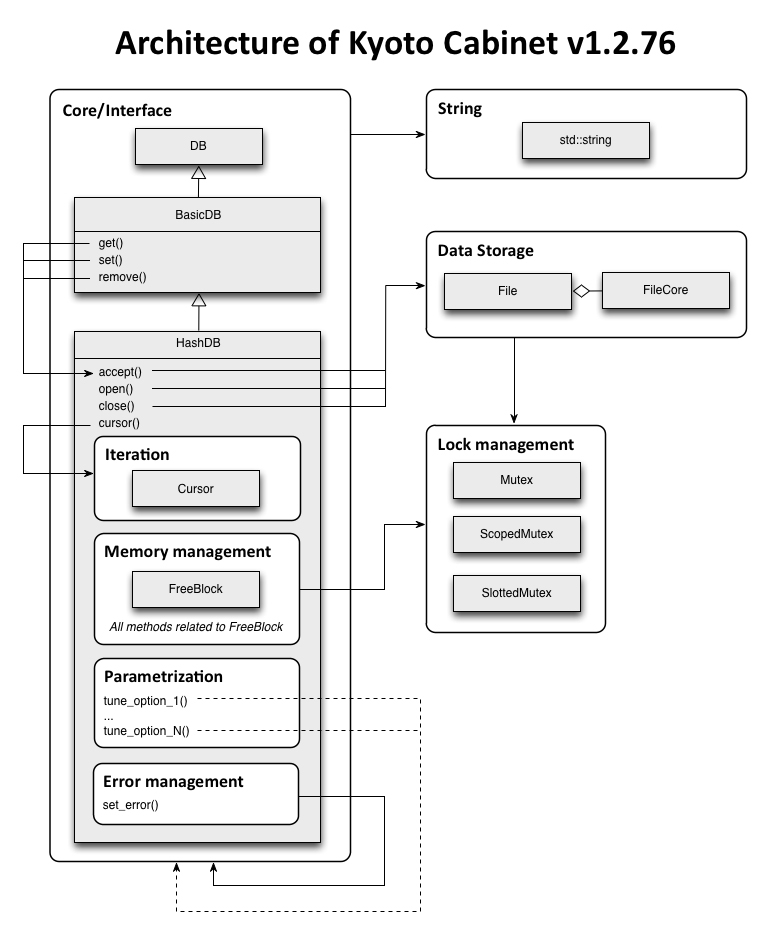 Architecture of Kyoto Cabinet v1.2.76
Core/Interface
DB
BasicDB
get()
set()
remove()
HashDB
accept()
open()
close()
cursor()
Iteration
Cursor
Memory management
FreeBlock
All methods related to FreeBlock
Parametrization
tune_option_1()
...
tune_option_N()
Error management
set_error()
String
std::string
Data Storage
File
FileCore
Lock management
Mutex
ScopedMutex
SlottedMutex